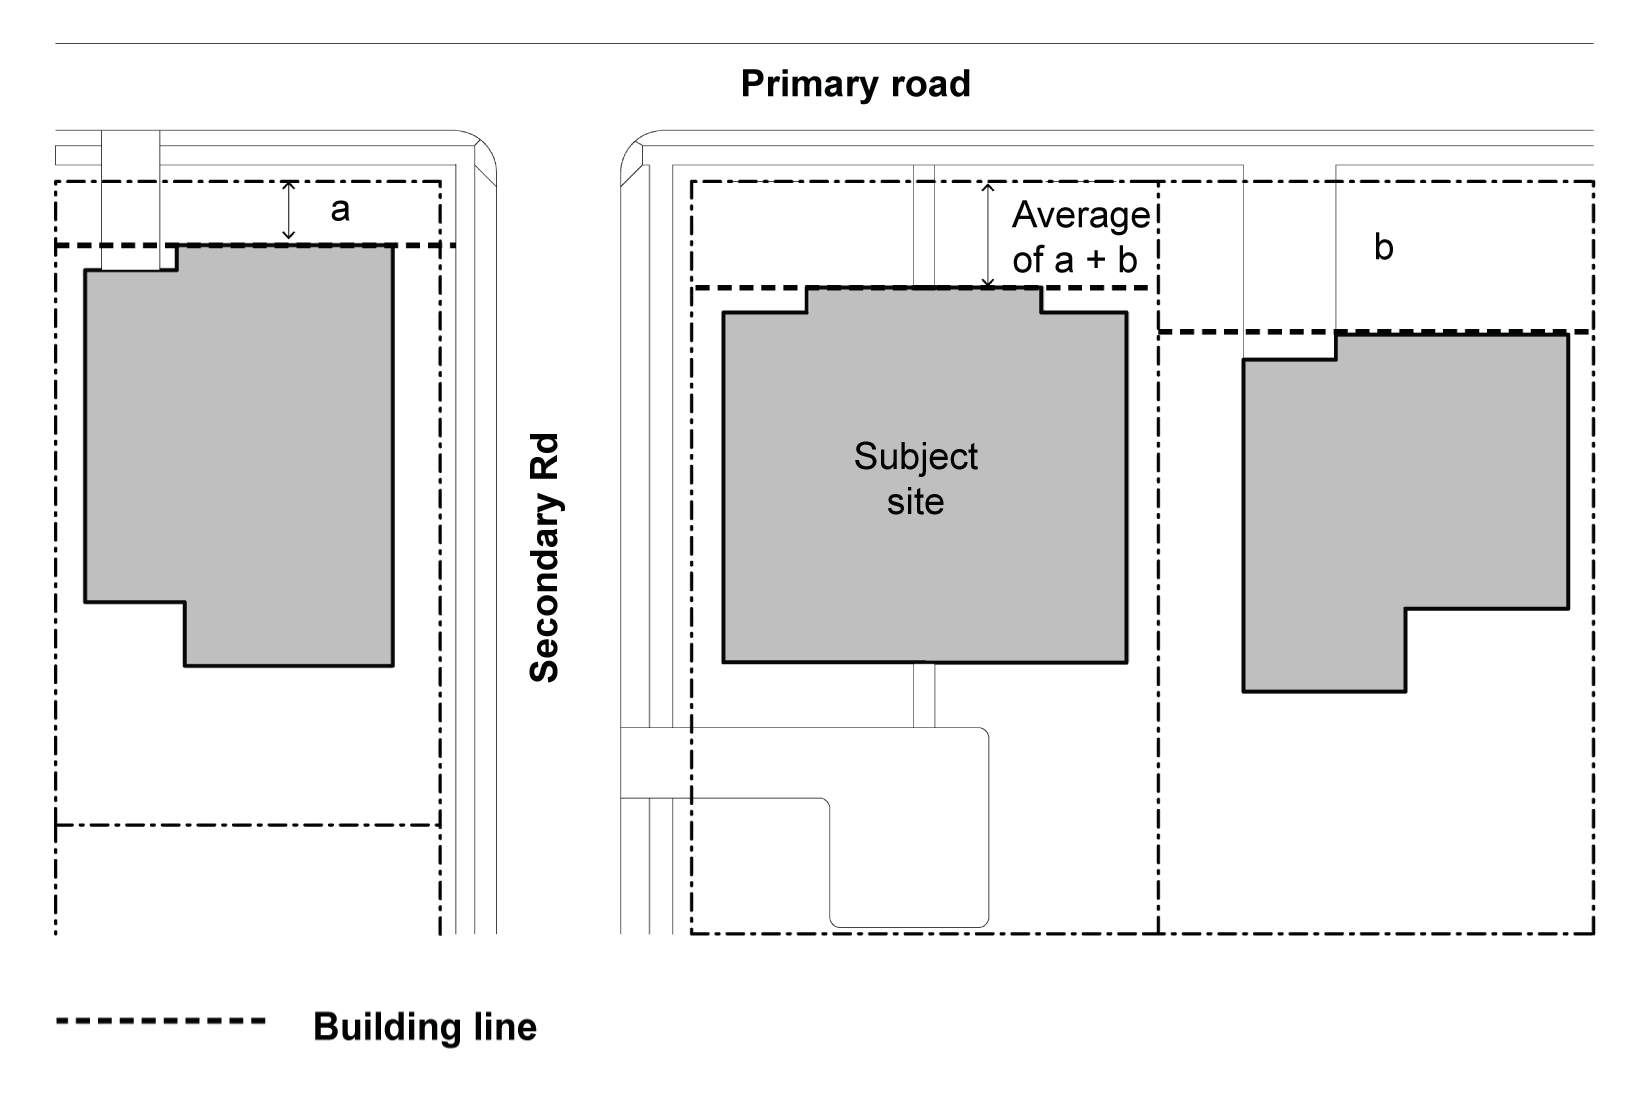 Primary road
a
Average
of a + b
b
Subject
site
Secondary Rd
Building line